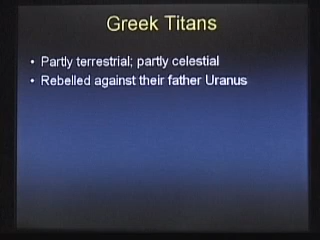 Greek Titans
• Partly terrestrial; partly celestial
• Rebelled against their father Uranus